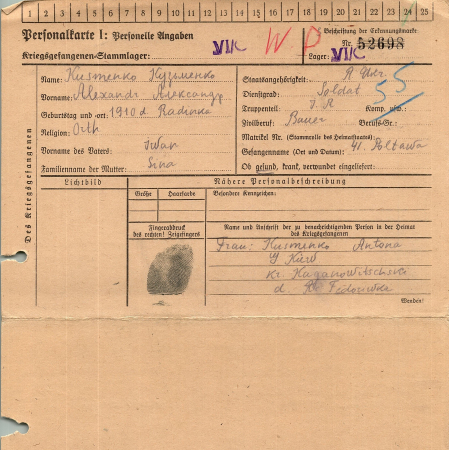 1 2 3 4 5 6 7 8 9 10 11 12 13 14 15 16 17 18 19 20 21 22 23 24 25
Personalkarte I: Personelle Angaben
Kriegsgefangenen-Stammlager: VIIC
W. D
Beschriftung der Erkennungsmarke
Nr. 52698
Lager: VIIC
Des Kriegsgefangenen
Name: Kusmenko Кузьменко
Vorname: Alexandr Александр
Geburtstag und -ort: 1910 d.
Religion: Orth
Vorname des Vaters: Iwan
Familienname der Mutter: Sina
Staatsangehörigkeit:
Dienstgrad: Soldat
Truppenteil: J.R Komp. usw.:
55
Zivilberuf: Bauer Berufs-Gr.:
Matrikel Nr. (Stammrolle des Heimatstaates):
Gefangennahme (Ort und Datum): 41. Poltawa
Ob gesund, krank, verwundet eingeliefert:
Lichtbild
Nähere Personalbeschreibung
Größe
Haarfarbe
Besondere Kennzeichen:
Fingerabdruck
des rechten! Zeigefingers
Name und Anschrift der zu benachrichtigenden Person in der Heimat
des Kriegsgefangenen
Frau: Kusmenko Antona
G Kiew
Kr. Kaganowitschski
d. Fedorowka
Wenden!